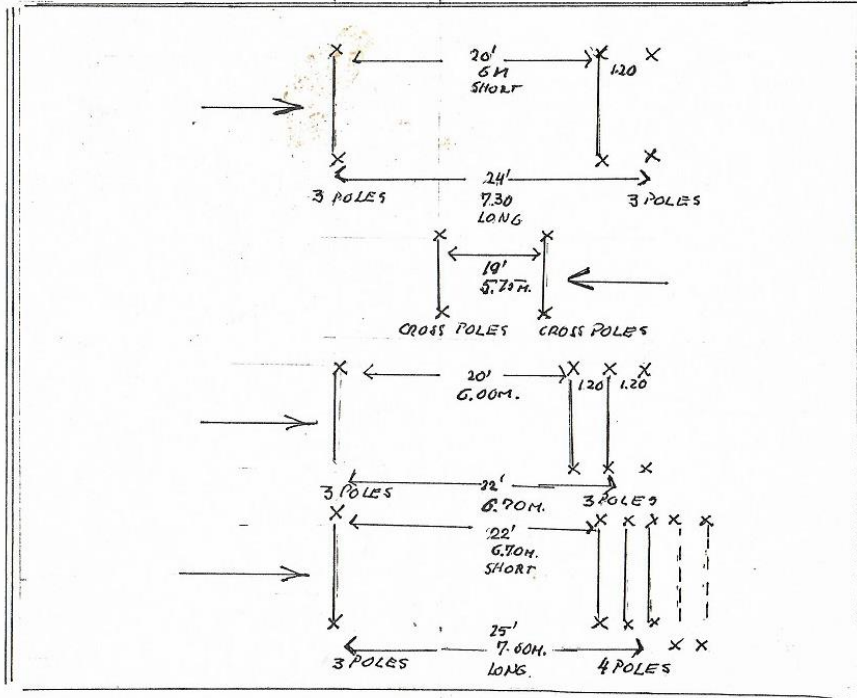 20'
6M
SHORT
1.20
24'
7.30
LONG
3 POLES
3 POLES
19'
5.75M.
CROSS POLES
CROSS POLES
20'
6.00M.
1.20
1.20
22'
6.70M.
3 POLES
3 POLES
22'
6.70M.
SHORT
25'
7.60M.
LONG
3 POLES
4 POLES